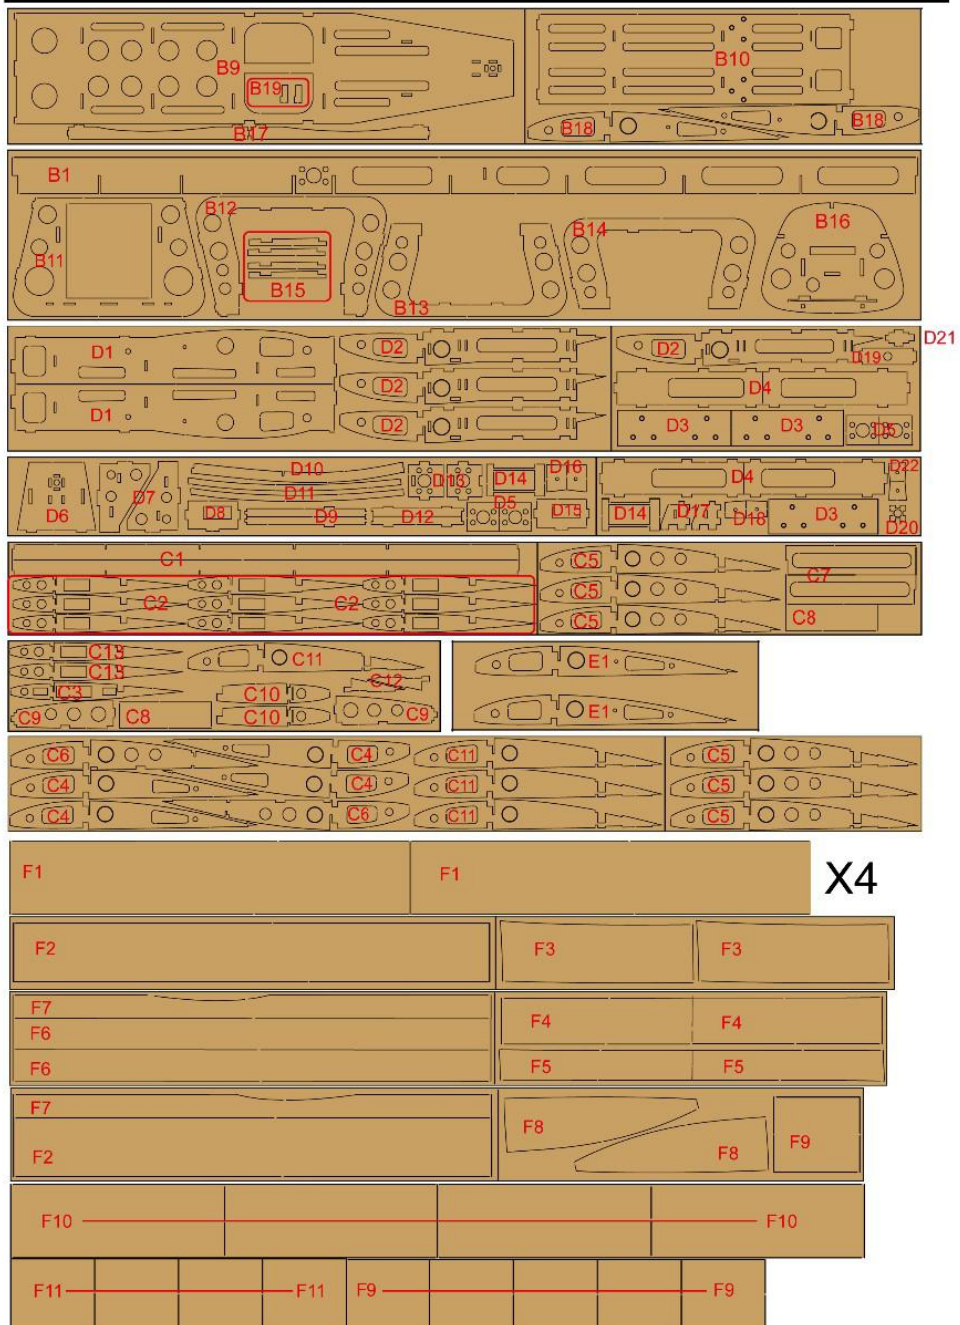 B9
B19
B17
B10
B18
B18
B1
B11
B12
B15
B13
B14
B16
D1
D2
D2
D19
D21
D1
D2
D4
D2
D3
D3
D5
D6
D7
D8
D10
D11
D9
D12
D13
D5
D14
D16
D15
D4
D14
D17
D18
D3
D22
D20
C1
C2
C2
C5
C5
C5
C7
C8
C13
C13
C3
C9
C8
C11
C10
C10
C12
C9
E1
E1
C6
C4
C11
C5
C4
C4
C11
C5
C4
C6
C11
C5
F1
F1
X4
F2
F3
F3
F7
F6
F6
F4
F4
F5
F5
F7
F2
F8
F8
F9
F10
F10
F11
F11
F9
F9